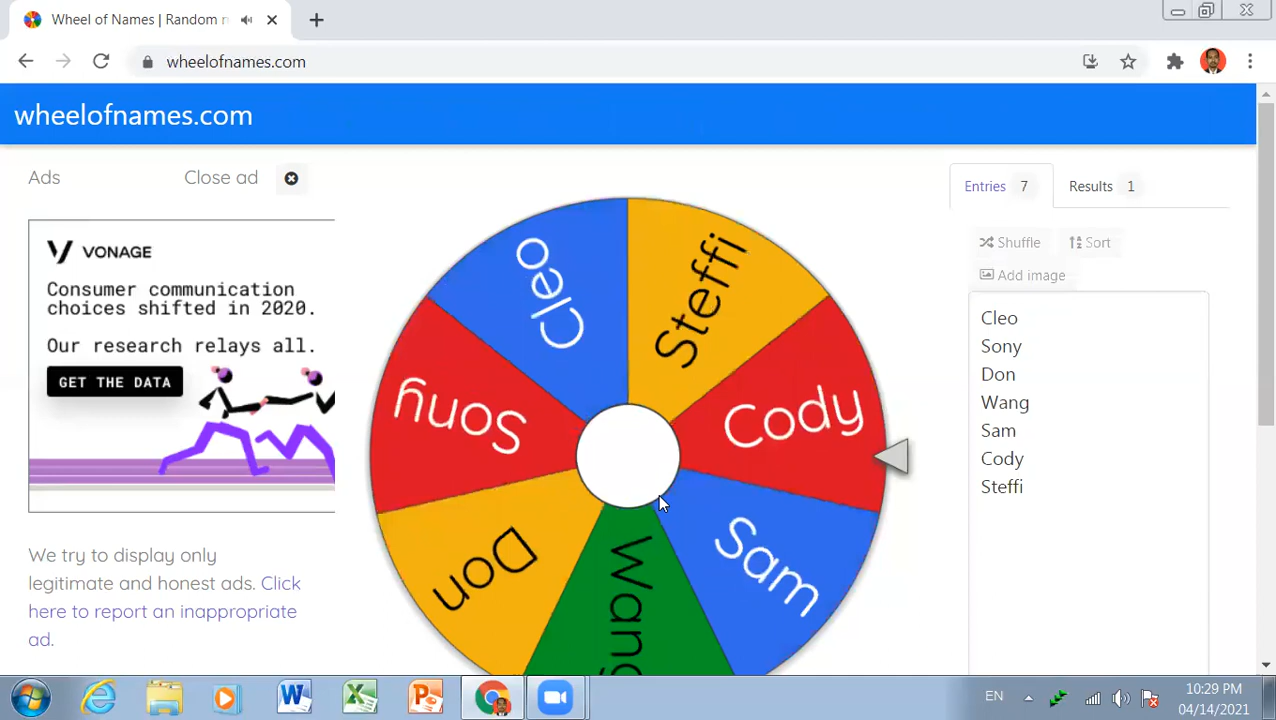 Wheel of Names | Random r
wheelofnames.com
wheelofnames.com
Ads
Close ad
VONAGE
Consumer communication
choices shifted in 2020.
Our research relays all.
GET THE DATA
We try to display only
legitimate and honest ads. Click
here to report an inappropriate
ad.
Cleo
Steffi
Sony
Cody
Don
Sam
Wang
Entries 7
Results 1
Shuffle
Sort
Add image
Cleo
Sony
Don
Wang
Sam
Cody
Steffi
EN
10:29 PM
04/14/2021